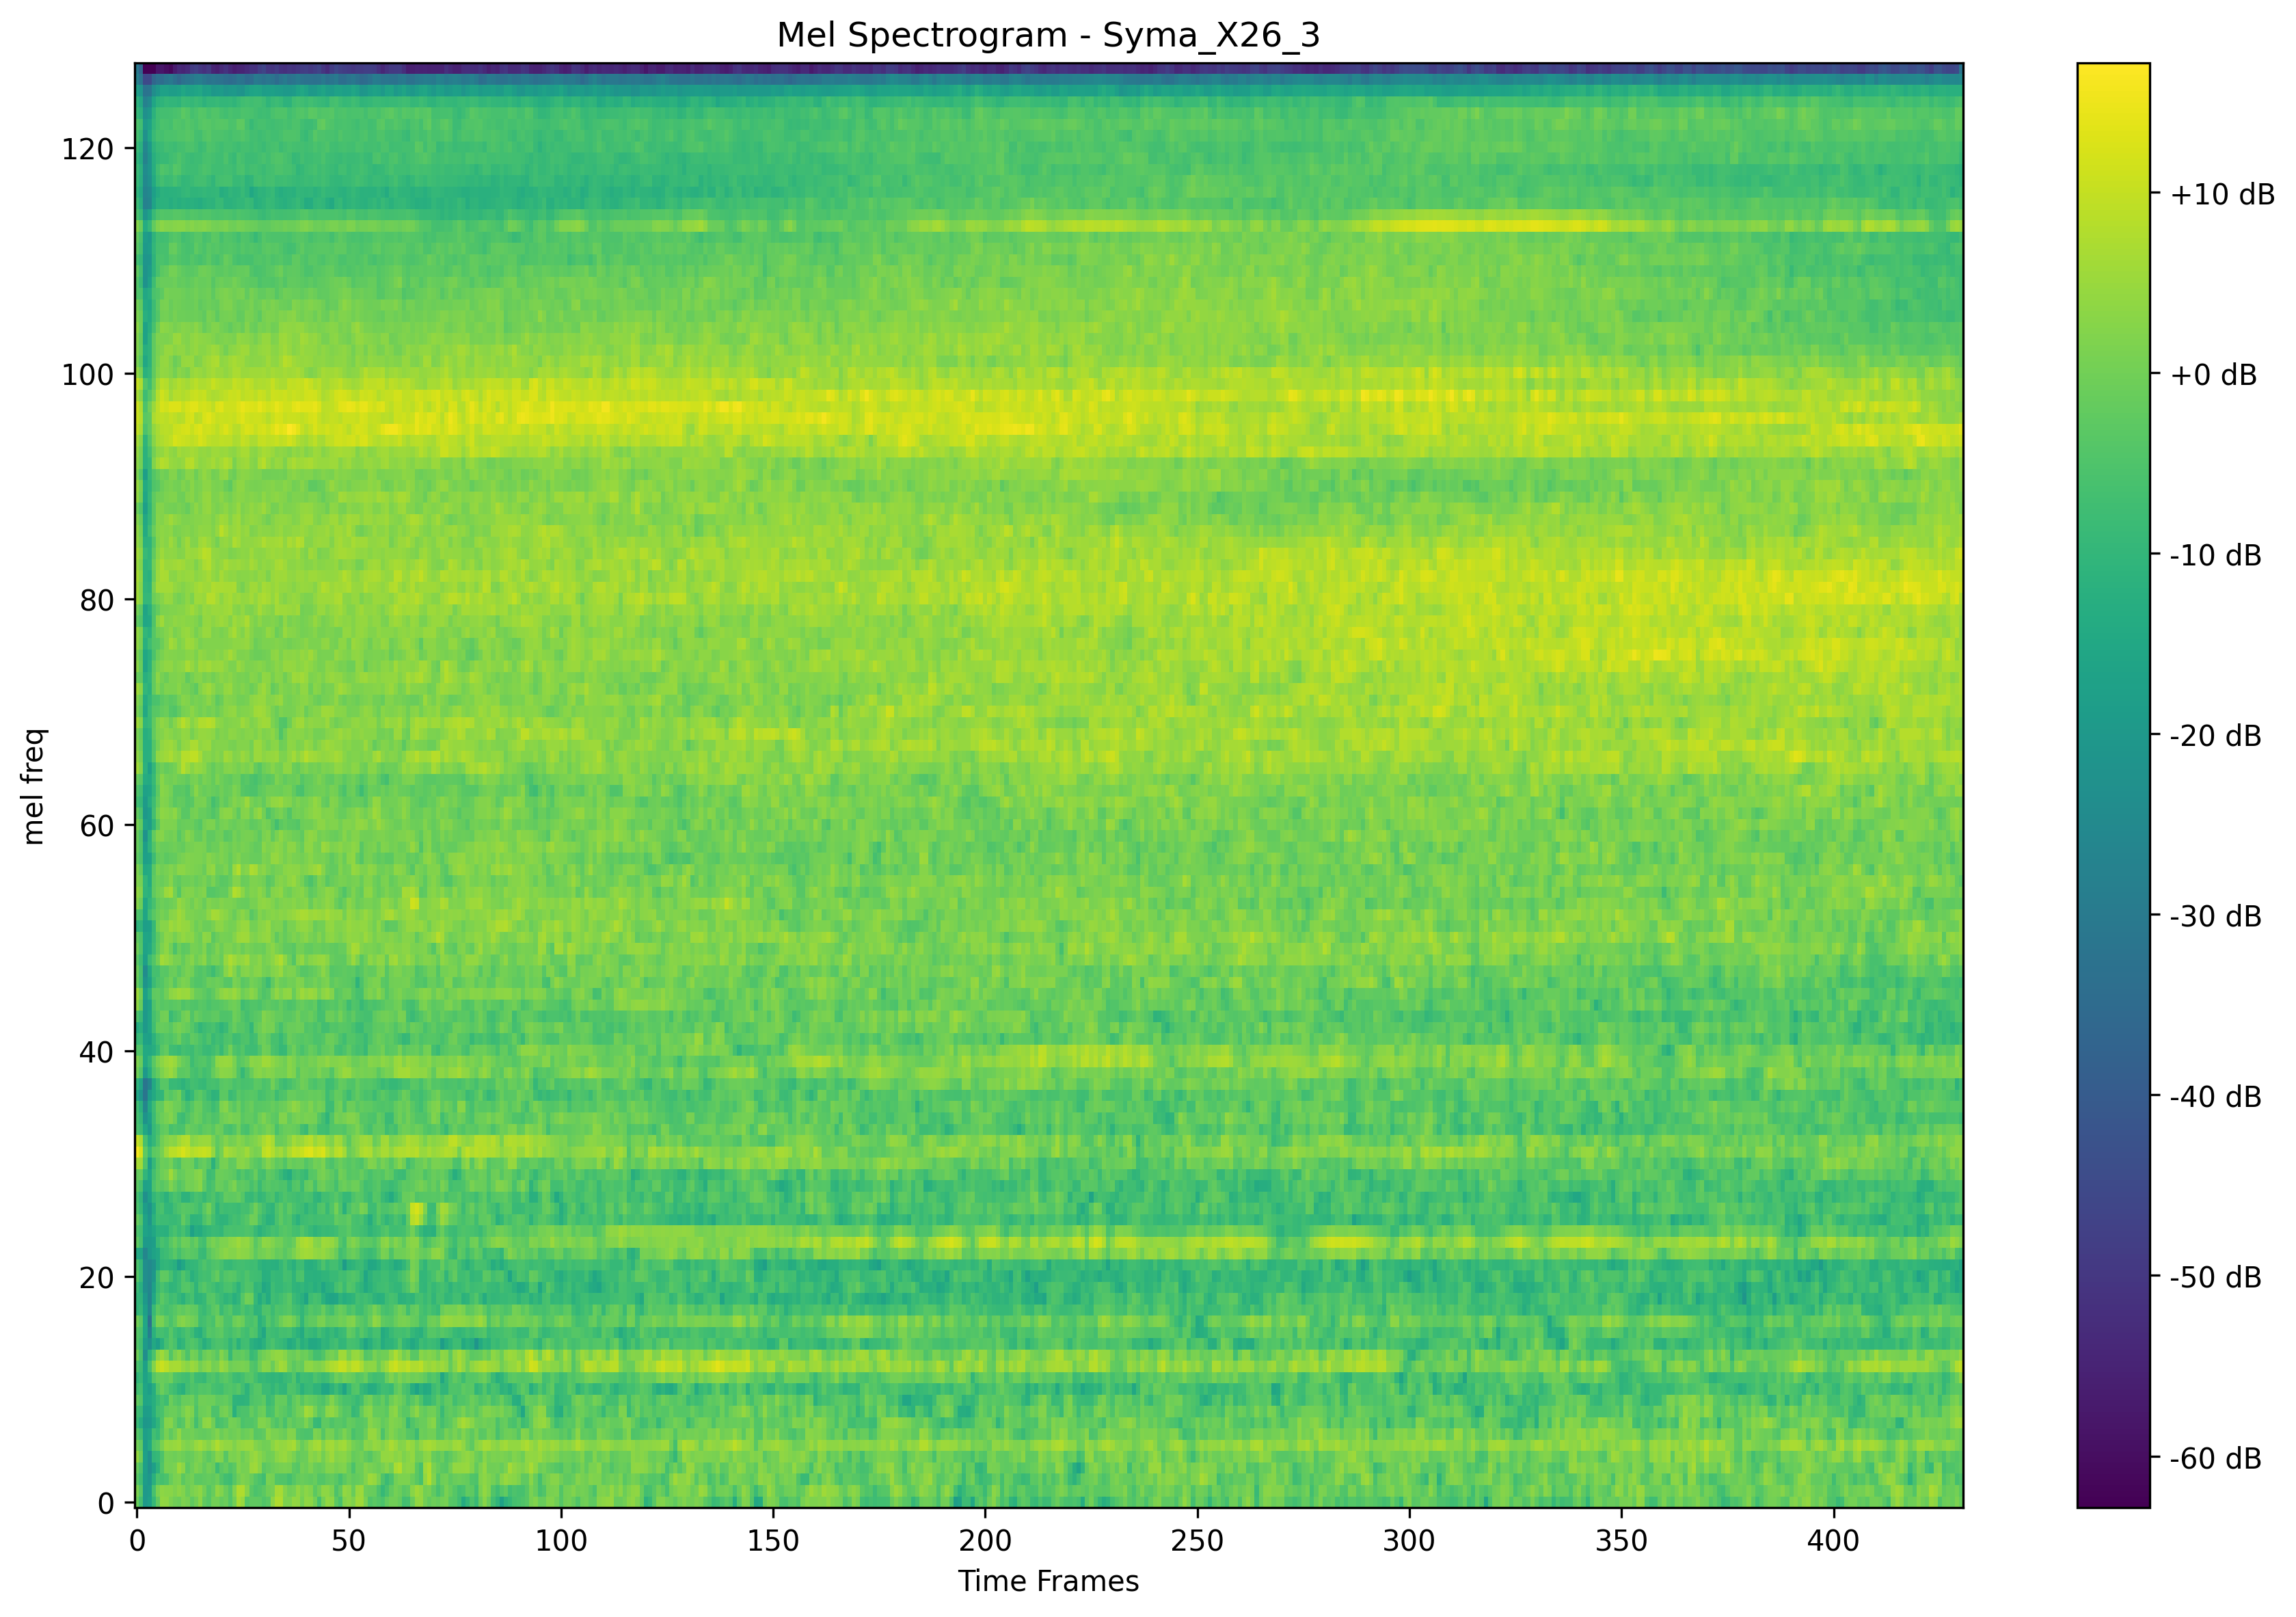 Mel Spectrogram - Syma_X26_3
mel freq
120
100
80
60
40
20
0
0 50 100 150 200 250 300 350 400
Time Frames
+10 dB
+0 dB
-10 dB
-20 dB
-30 dB
-40 dB
-50 dB
-60 dB